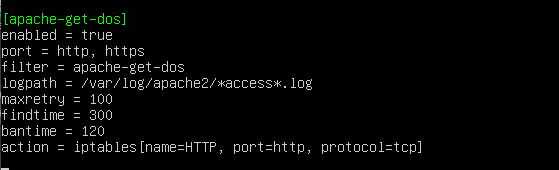 [apache-get-dos]
enabled = true
port = http, https
filter = apache-get-dos
logpath = /var/log/apache2/*access*.log
maxretry = 100
findtime = 300
bantime = 120
action = iptables[name=HTTP, port=http, protocol=tcp]